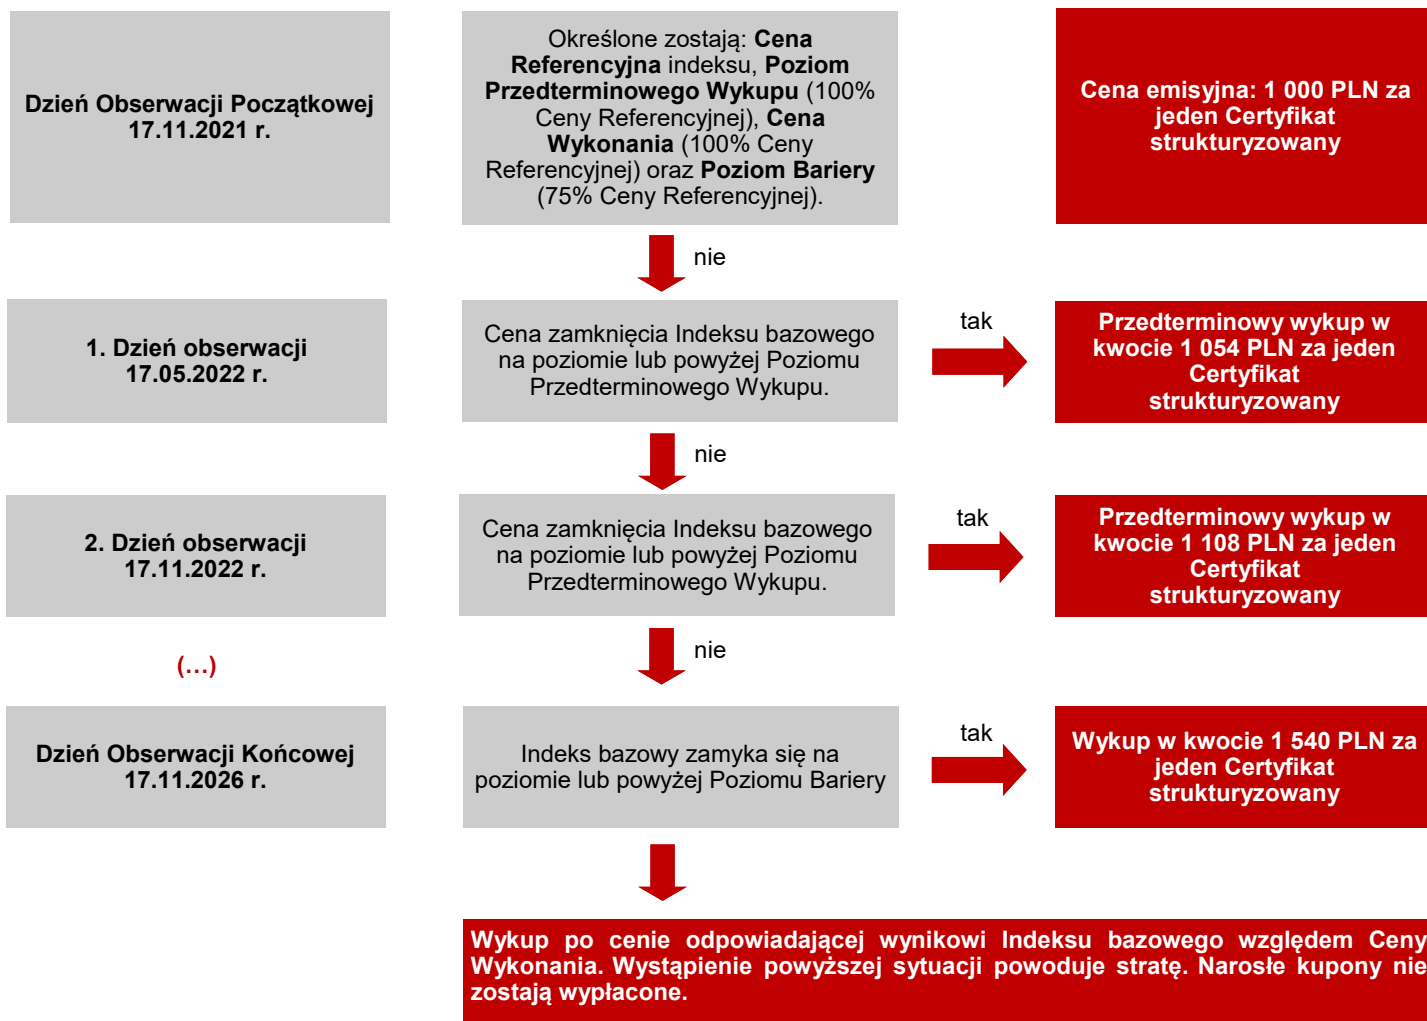 Dzień Obserwacji Początkowej
17.11.2021 r.
Określone zostają: Cena
Referencyjna indeksu, Poziom
Przedterminowego Wykupu (100%
Ceny Referencyjnej), Cena
Wykonania (100% Ceny
Referencyjnej) oraz Poziom Bariery
(75% Ceny Referencyjnej).
Cena emisyjna: 1 000 PLN za
jeden Certyfikat
strukturyzowany
nie
1. Dzień obserwacji
17.05.2022 r.
Cena zamknięcia Indeksu bazowego
na poziomie lub powyżej Poziomu
Przedterminowego Wykupu.
tak
Przedterminowy wykup w
kwocie 1 054 PLN za jeden
Certyfikat
strukturyzowany
nie
2. Dzień obserwacji
17.11.2022 r.
Cena zamknięcia Indeksu bazowego
na poziomie lub powyżej Poziomu
Przedterminowego Wykupu.
tak
Przedterminowy wykup w
kwocie 1 108 PLN za jeden
Certyfikat
strukturyzowany
nie
(…)
Dzień Obserwacji Końcowej
17.11.2026 r.
Indeks bazowy zamyka się na
poziomie lub powyżej Poziomu Bariery
tak
Wykup w kwocie 1 540 PLN za
jeden Certyfikat
strukturyzowany
Wykup po cenie odpowiadającej wynikowi Indeksu bazowego względem Ceny
Wykonania. Wystąpienie powyższej sytuacji powoduje stratę. Narosłe kupony nie
zostają wypłacone.